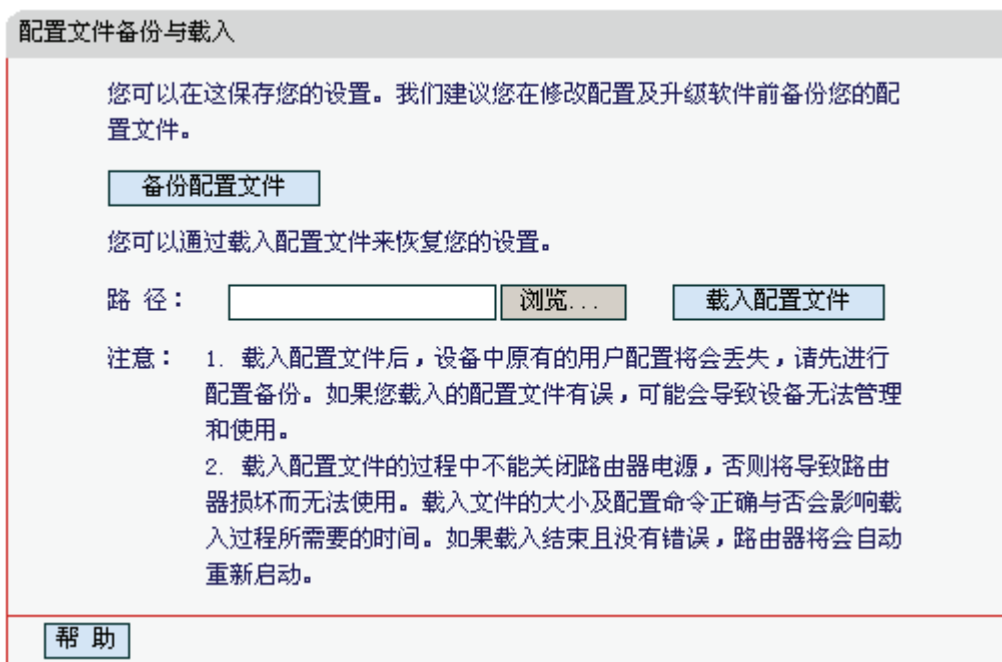 配置文件备份与载入
您可以在这保存您的设置。我们建议您在修改配置及升级软件前备份您的配
置文件。
备份配置文件
您可以通过载入配置文件来恢复您的设置。
路 径： 浏览... 载入配置文件
注意： 1. 载入配置文件后，设备中原有的用户配置将会丢失，请先进行
配置备份。如果您载入的配置文件有误，可能会导致设备无法管理
和使用。
2. 载入配置文件的过程中不能关闭路由器电源，否则将导致路由
器损坏而无法使用。载入文件的大小及配置命令正确与否会影响载
入过程所需要的时间。如果载入结束且没有错误，路由器将会自动
重新启动。
帮 助